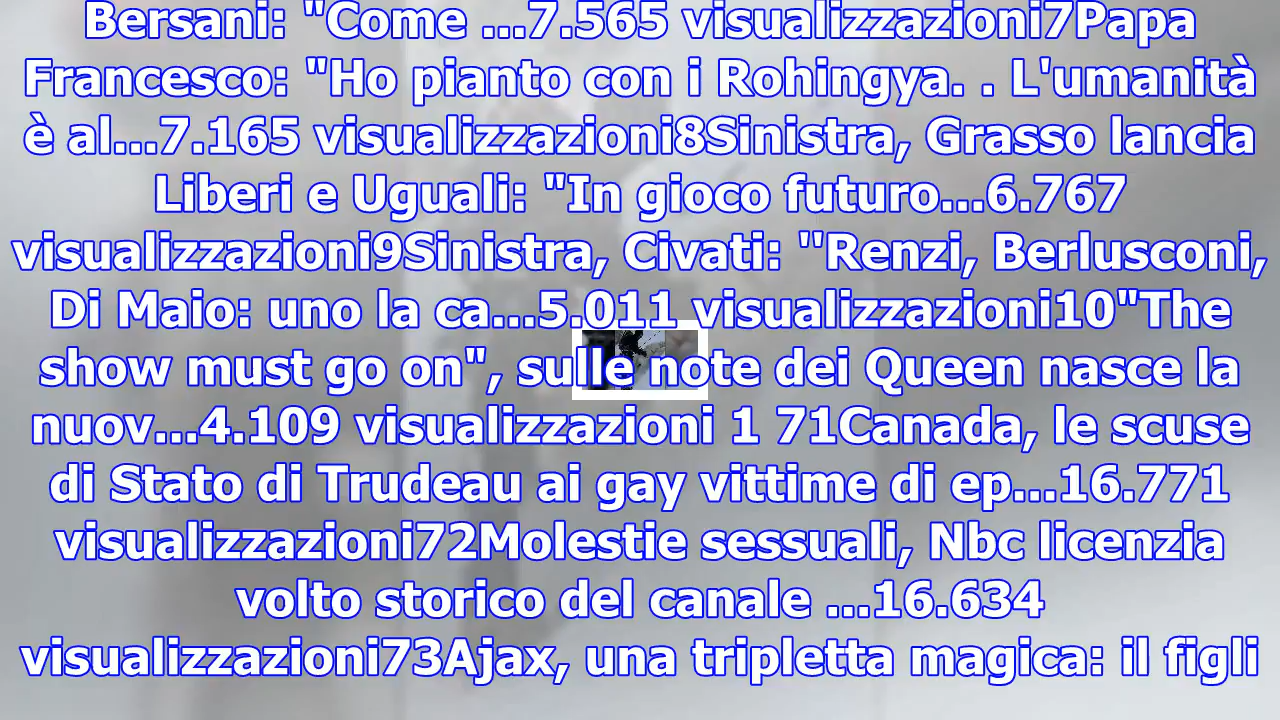 Bersani: "Come ...7.565 visualizzazioni7Papa
Francesco: "Ho pianto con i Rohingya. . L'umanità
è al...7.165 visualizzazioni8Sinistra, Grasso lancia
Liberi e Uguali: "In gioco futuro...6.767
visualizzazioni9Sinistra, Civati: "Renzi, Berlusconi,
Di Maio: uno la ca...5.011 visualizzazioni10"The
show must go on", sulle note dei Queen nasce la
nuov...4.109 visualizzazioni 1 71Canada, le scuse
di Stato di Trudeau ai gay vittime di ep...16.771
visualizzazioni72Molestie sessuali, Nbc licenzia
volto storico del canale ...16.634
visualizzazioni73Ajax, una tripletta magica: il figli